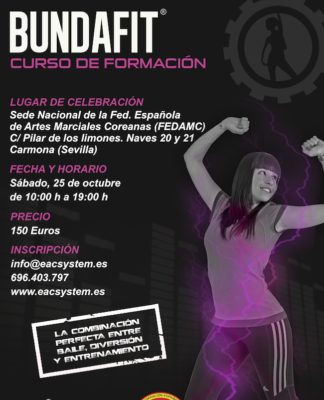 BUNDAFIT®
CURSO DE FORMACIÓN
LUGAR DE CELEBRACIÓN
Sede Nacional de la Fed. Española
de Artes Marciales Coreanas (FEDAMC)
C/ Pilar de los limones. Naves 20 y 21
Carmona (Sevilla)
FECHA Y HORARIO
Sábado, 25 de octubre
de 10:00 h a 19:00 h
PRECIO
150 Euros
INSCRIPCIÓN
info@eacsystem.es
696.403.797
www.eacsystem.es
LA COMBINACIÓN
PERFECTA ENTRE
BAILE, DIVERSIÓN
Y ENTRENAMIENTO